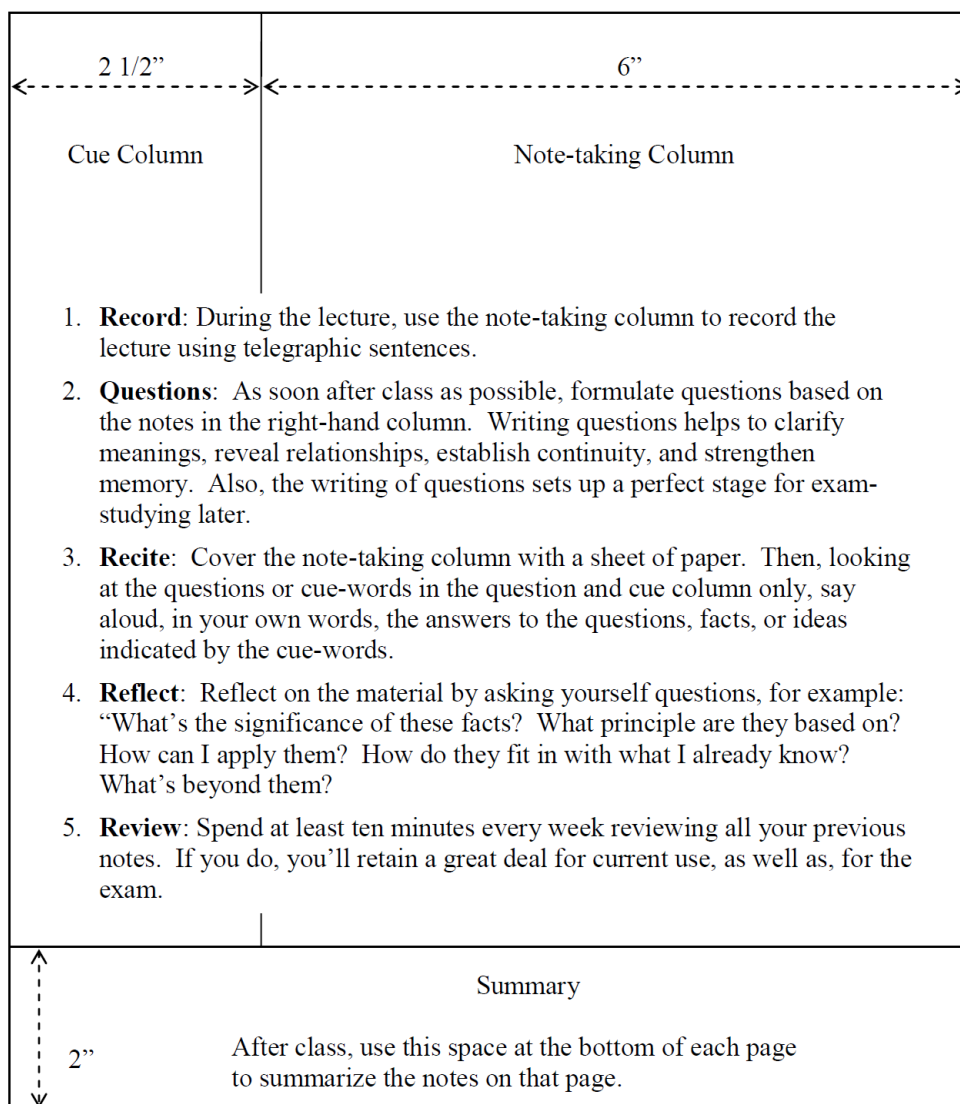 2 1/2” 6”
Cue Column Note-taking Column
1. Record: During the lecture, use the note-taking column to record the
lecture using telegraphic sentences.
2. Questions: As soon after class as possible, formulate questions based on
the notes in the right-hand column. Writing questions helps to clarify
meanings, reveal relationships, establish continuity, and strengthen
memory. Also, the writing of questions sets up a perfect stage for exam-
studying later.
3. Recite: Cover the note-taking column with a sheet of paper. Then, looking
at the questions or cue-words in the question and cue column only, say
aloud, in your own words, the answers to the questions, facts, or ideas
indicated by the cue-words.
4. Reflect: Reflect on the material by asking yourself questions, for example:
“What’s the significance of these facts? What principle are they based on?
How can I apply them? How do they fit in with what I already know?
What’s beyond them?
5. Review: Spend at least ten minutes every week reviewing all your previous
notes. If you do, you’ll retain a great deal for current use, as well as, for the
exam.
Summary
2”
After class, use this space at the bottom of each page
to summarize the notes on that page.